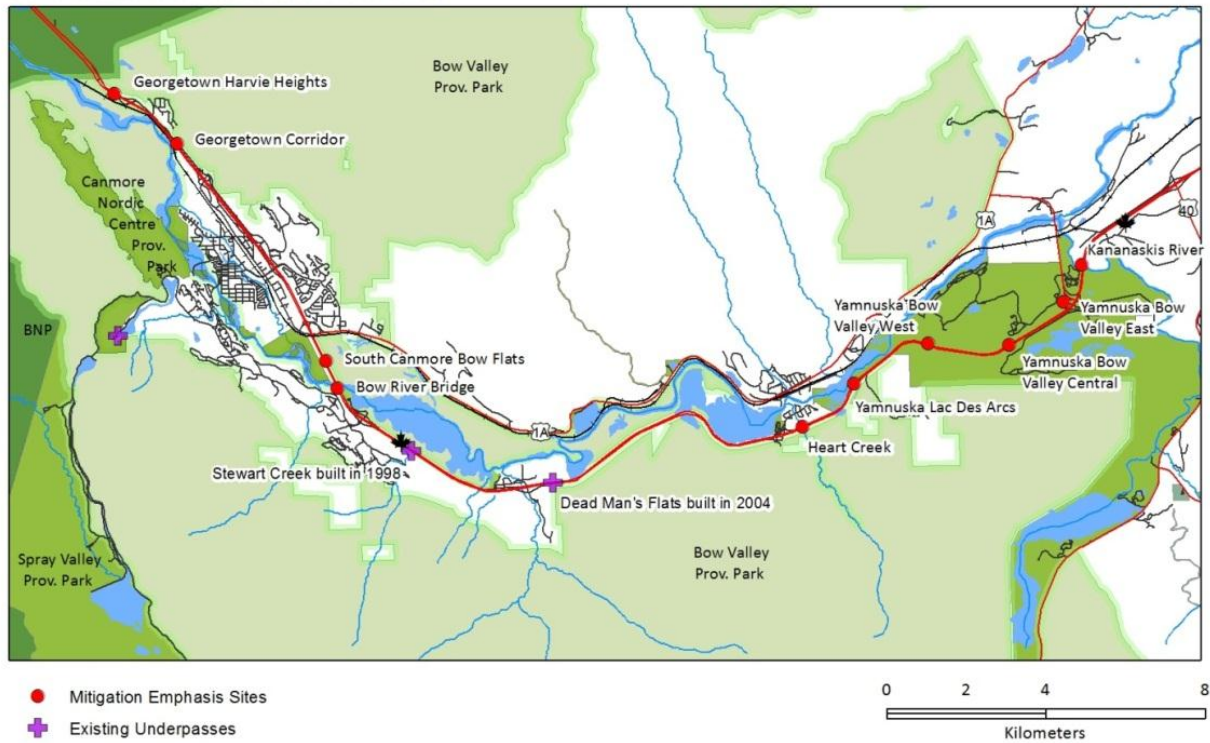 Bow Valley
Prov. Park
Georgetown Harvie Heights
Georgetown Corridor
Canmore
Nordic
Centre
Prov.
Park
1A
40
Kananaskis River
Yamnuska Bow
Valley West
Yamnuska Bow
Valley East
BNP
South Canmore Bow Flats
Yamnuska Bow
Valley Central
Bow River Bridge
Yamnuska Lac Des Arcs
1A
Heart Creek
Stewart Creek built in 1998
Dead Man's Flats built in 2004
Spray Valley
Prov. Park
Bow Valley
Prov. Park
Mitigation Emphasis Sites
Existing Underpasses
0 2 4 8
Kilometers